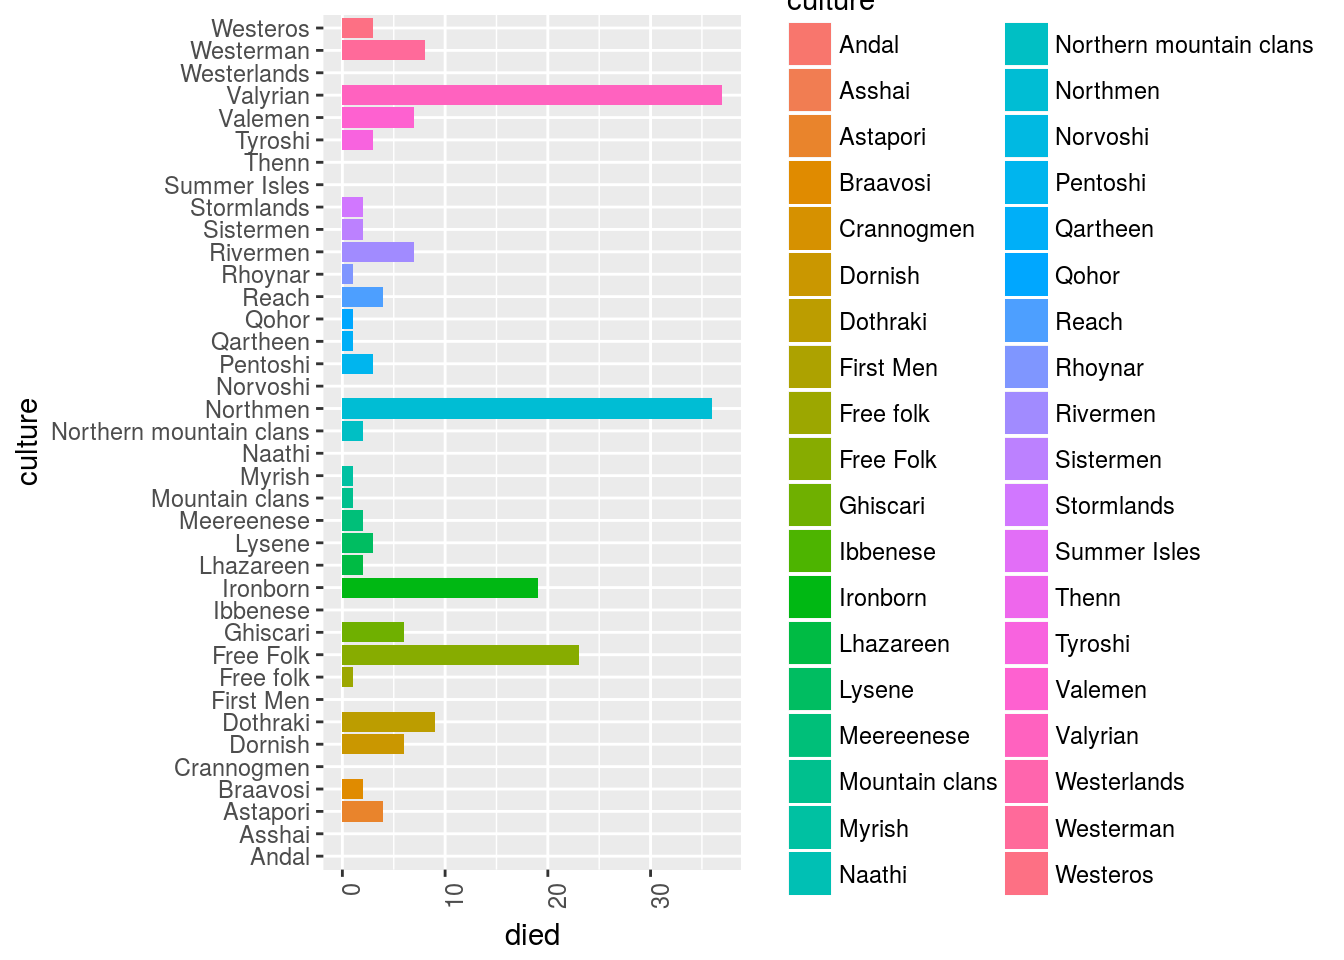 culture
Westeros
Westerman
Westerlands
Valyrian
Valemen
Tyroshi
Thenn
Summer Isles
Stormlands
Sistermen
Rivermen
Rhoynar
Reach
Qohor
Qartheen
Pentoshi
Norvoshi
Northmen
Northern mountain clans
Naathi
Myrish
Mountain clans
Meereenese
Lysene
Lhazareen
Ironborn
Ibbenese
Ghiscari
Free Folk
Free folk
First Men
Dothraki
Dornish
Crannogmen
Braavosi
Astapori
Asshai
Andal
0
10
20
30
died
culture
Andal
Asshai
Astapori
Braavosi
Crannogmen
Dornish
Dothraki
First Men
Free folk
Free Folk
Ghiscari
Ibbenese
Ironborn
Lhazareen
Lysene
Meereenese
Mountain clans
Myrish
Naathi
Northern mountain clans
Northmen
Norvoshi
Pentoshi
Qartheen
Qohor
Reach
Rhoynar
Rivermen
Sistermen
Stormlands
Summer Isles
Thenn
Tyroshi
Valemen
Valyrian
Westerlands
Westerman
Westeros